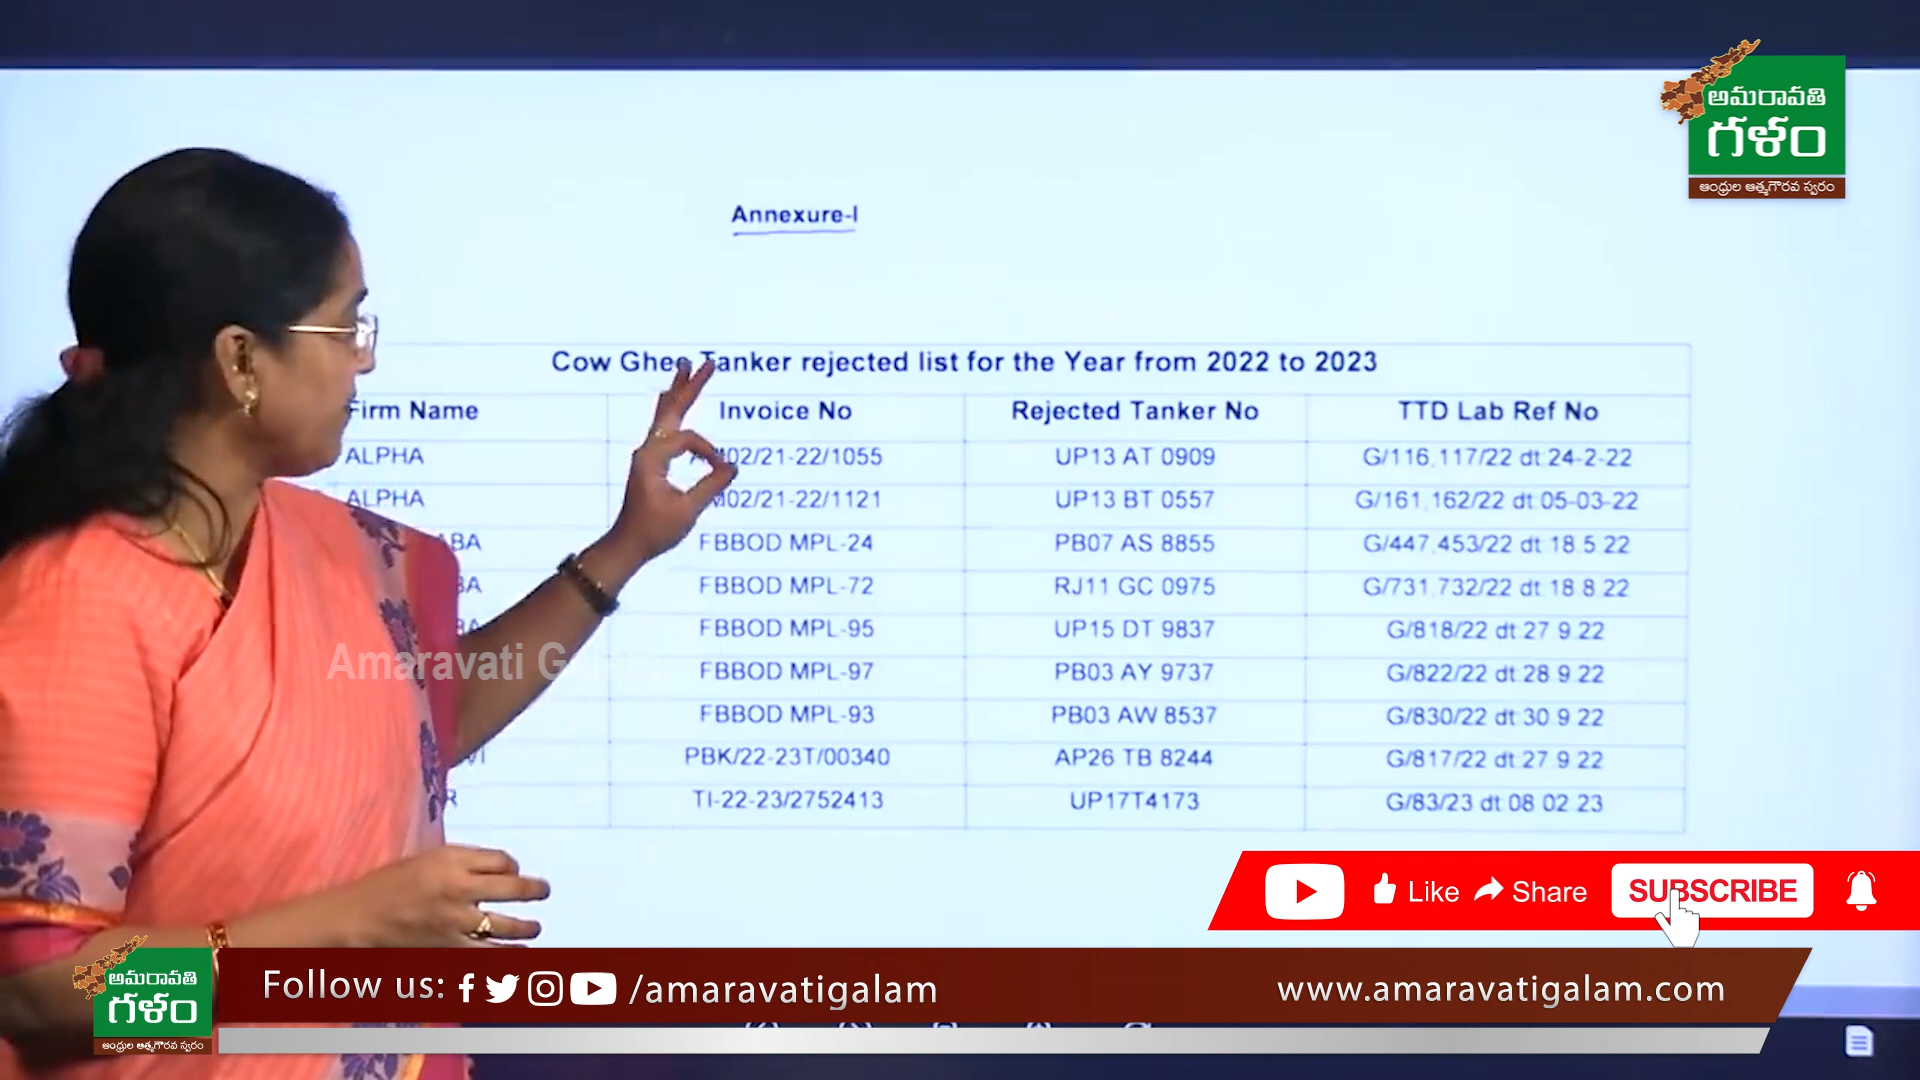 అమరావతి
గళం
ఆంధ్రుల ఆత్మగౌరవ స్వరం
Annexure-I
Cow Ghee Tanker rejected list for the Year from 2022 to 2023
Firm Name Invoice No Rejected Tanker No TTD Lab Ref No
ALPHA 02/21-22/1055 UP13 AT 0909 G/116,117/22 dt:24-2-22
ALPHA 02/21-22/1121 UP13 BT 0557 G/161,162/22 dt:05-03-22
FBBOD MPL-24 PB07 AS 8855 G/447,453/22 dt.18.5.22
FBBOD MPL-72 RJ11 GC 0975 G/731,732/22 dt.18.8.22
FBBOD MPL-95 UP15 DT 9837 G/818/22 dt:27.9.22
Amaravati Galam
FBBOD MPL-97 PB03 AY 9737 G/822/22 dt:28.9.22
FBBOD MPL-93 PB03 AW 8537 G/830/22 dt:30.9.22
PBK/22-23T/00340 AP26 TB 8244 G/817/22 dt:27.9.22
TI-22-23/2752413 UP17T4173 G/83/23 dt.08.02.23
Like Share SUBSCRIBE
అమరావతి
గళం
ఆంధ్రుల ఆత్మగౌరవ స్వరం
Follow us: /amaravatigalam
www.amaravatigalam.com